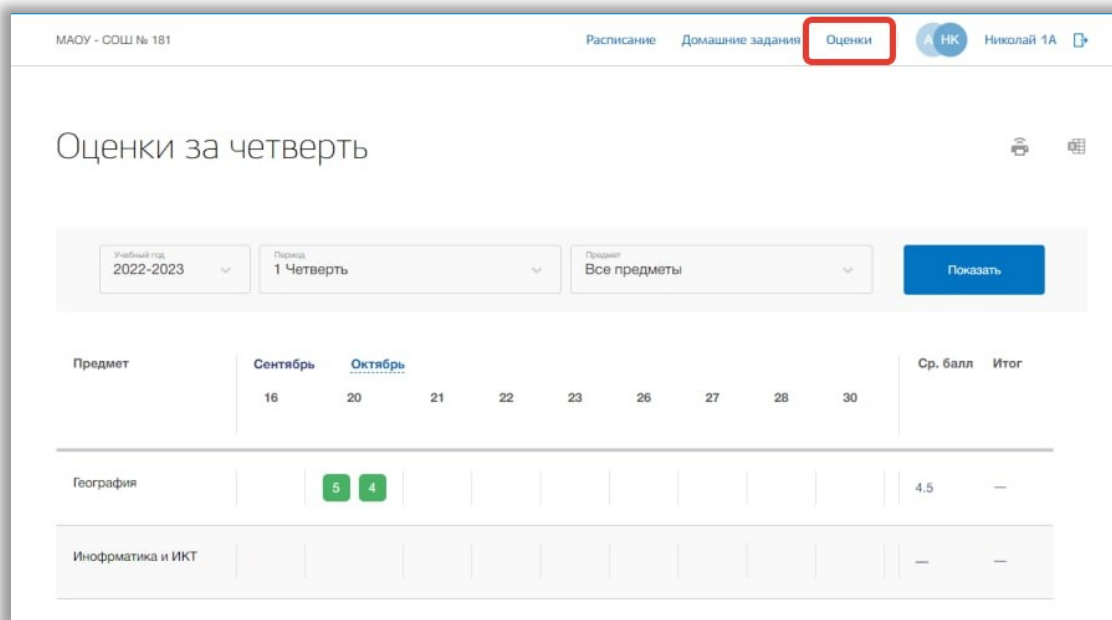 МАОУ - СОШ № 181 Расписание Домашние задания Оценки А НК Николай 1А
Оценки за четверть
Учебный год Период Предмет
2022-2023 1 Четверть Все предметы Показать
Предмет Сентябрь Октябрь Ср. балл Итог
16 20 21 22 23 26 27 28 30
География 5 4 4.5 —
Инофрматика и ИКТ — —